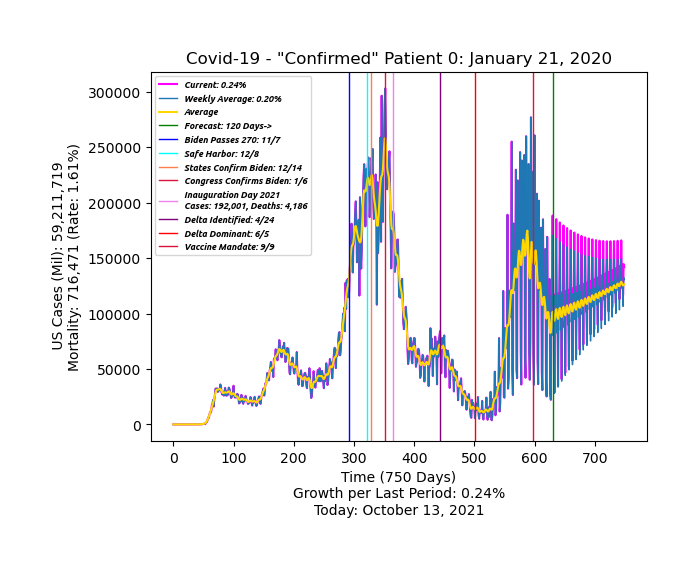 Covid-19 - "Confirmed" Patient 0: January 21, 2020
US Cases (Mil): 59,211,719
Mortality: 716,471 (Rate: 1.61%)
300000
250000
200000
150000
100000
50000
0
Current: 0.24%
Weekly Average: 0.20%
Average
Forecast: 120 Days->
Biden Passes 270: 11/7
Safe Harbor: 12/8
States Confirm Biden: 12/14
Congress Confirms Biden: 1/6
Inauguration Day 2021
Cases: 192,001, Deaths: 4,186
Delta Identified: 4/24
Delta Dominant: 6/5
Vaccine Mandate: 9/9
0 100 200 300 400 500 600 700
Time (750 Days)
Growth per Last Period: 0.24%
Today: October 13, 2021